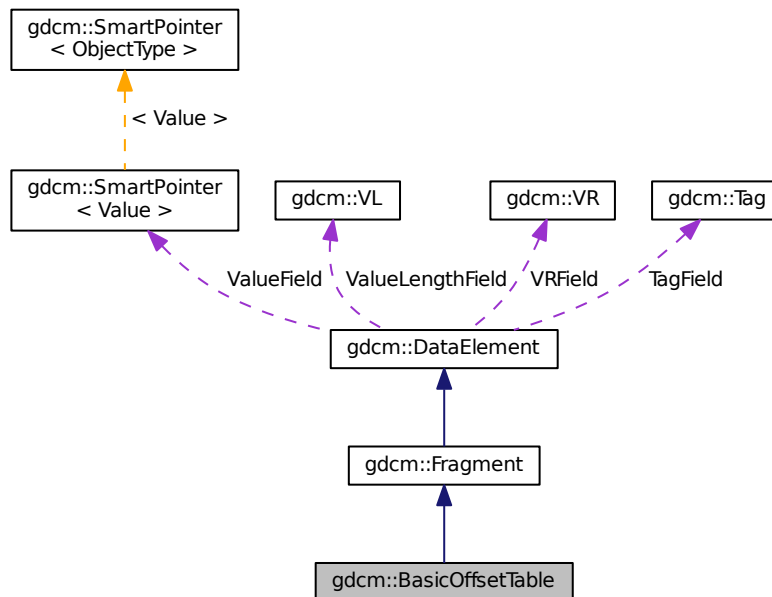 gdcm::SmartPointer
< ObjectType >
< Value >
gdcm::SmartPointer
< Value >
gdcm::VL
gdcm::VR
gdcm::Tag
ValueField
ValueLengthField
VRField
TagField
gdcm::DataElement
gdcm::Fragment
gdcm::BasicOffsetTable